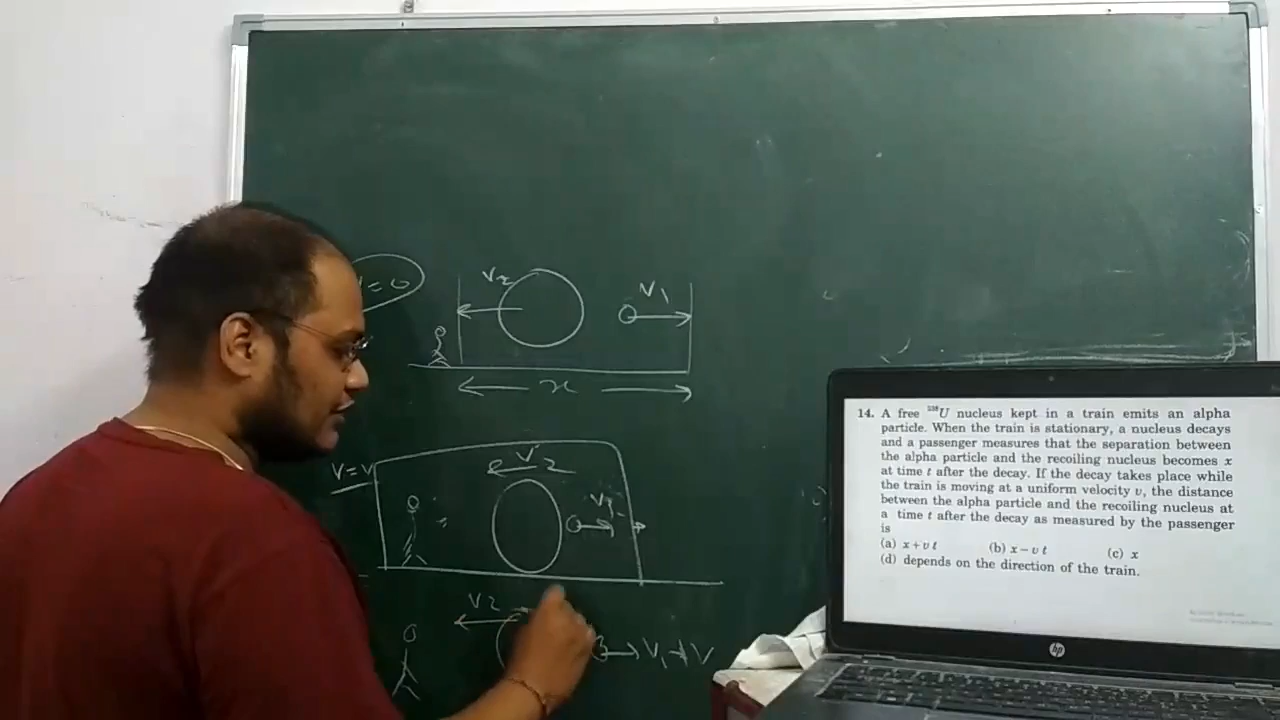 = 0
V2
V1
x
V = V
V2
V1
V2
V1 + V
14. A free 238U nucleus kept in a train emits an alpha
particle. When the train is stationary, a nucleus decays
and a passenger measures that the separation between
the alpha particle and the recoiling nucleus becomes x
at time t after the decay. If the decay takes place while
the train is moving at a uniform velocity v, the distance
between the alpha particle and the recoiling nucleus at
a time t after the decay as measured by the passenger
is
(a) x + v t (b) x − v t (c) x
(d) depends on the direction of the train.
hp